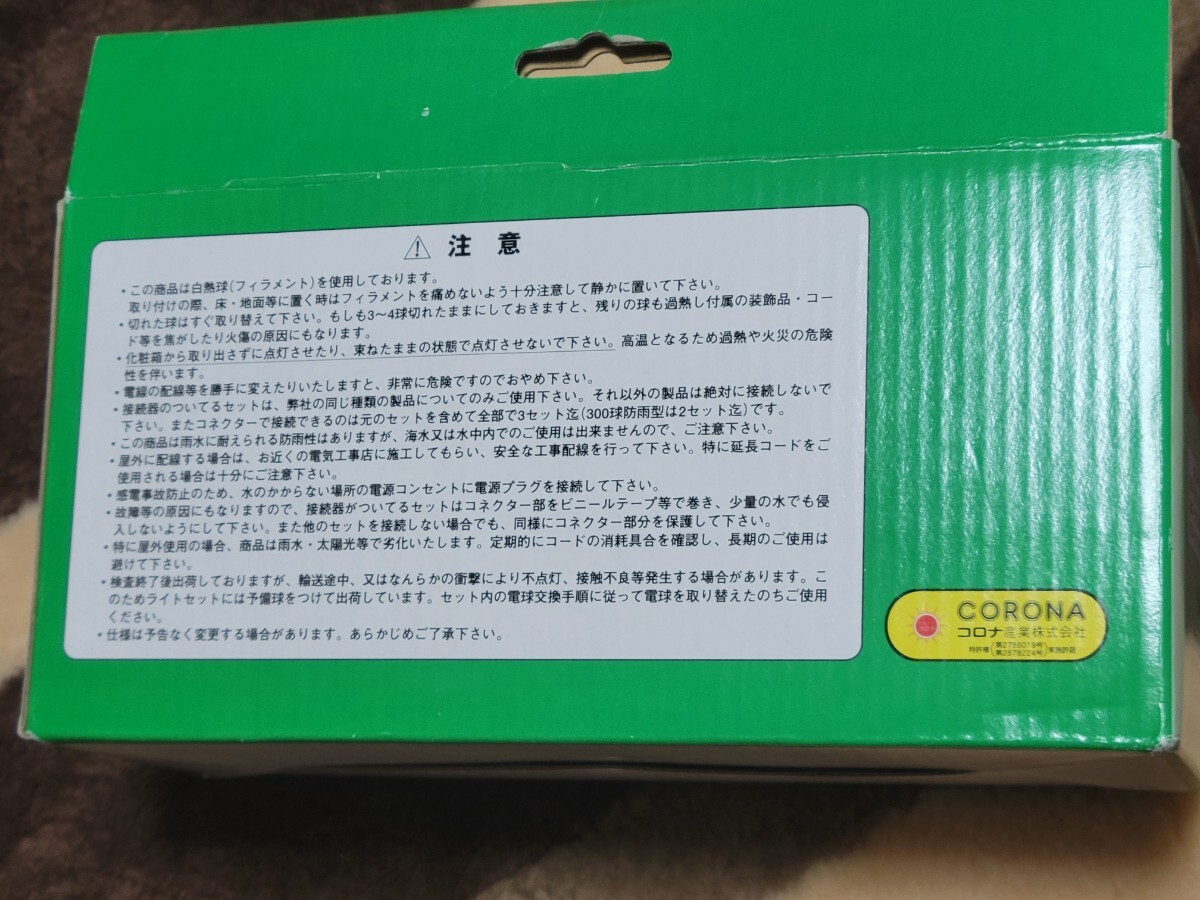 注 意
・この商品は白熱球(フィラメント)を使用しております。
取り付けの際、床・地面等に置く時はフィラメントを痛めないよう十分注意して静かに置いて下さい。
・切れた球はすぐ取り替えて下さい。もしも3〜4球切れたままにしておきますと、残りの球も過熱し付属の装飾品・コー
ド等を焦がしたり火傷の原因にもなります。
・化粧箱から取り出さずに点灯させたり、束ねたままの状態で点灯させないで下さい。高温となるため過熱や火災の危険
性を伴います。
・電線の配線等を勝手に変えたりいたしますと、非常に危険ですのでおやめ下さい。
・接続器のついてるセットは、弊社の同じ種類の製品についてのみご使用下さい。それ以外の製品は絶対に接続しないで
下さい。またコネクターで接続できるのは元のセットを含めて全部で3セット迄(300球防雨型は2セット迄)です。
・この商品は雨水に耐えられる防雨性はありますが、海水又は水中内でのご使用は出来ませんので、ご注意下さい。
・屋外に配線する場合は、お近くの電気工事店に施工してもらい、安全な工事配線を行って下さい。特に延長コードをご
使用される場合は十分にご注意下さい。
・感電事故防止のため、水のかからない場所の電源コンセントに電源プラグを接続して下さい。
・故障等の原因にもなりますので、接続器がついてるセットはコネクター部をビニールテープ等で巻き、少量の水でも侵
入しないようにして下さい。また他のセットを接続しない場合でも、同様にコネクター部分を保護して下さい。
・特に屋外使用の場合、商品は雨水・太陽光等で劣化いたします。定期的にコードの消耗具合を確認し、長期のご使用は
避けて下さい。
・検査終了後出荷しておりますが、輸送途中、又はなんらかの衝撃により不点灯、接触不良等発生する場合があります。こ
のためライトセットには予備球をつけて出荷しています。セット内の電球交換手順に従って電球を取り替えたのちご使用
ください。
・仕様は予告なく変更する場合があります。あらかじめご了承下さい。
コロナ
CORONA
コロナ産業株式会社
特許権(第2756019号 第2878224号)実施許諾